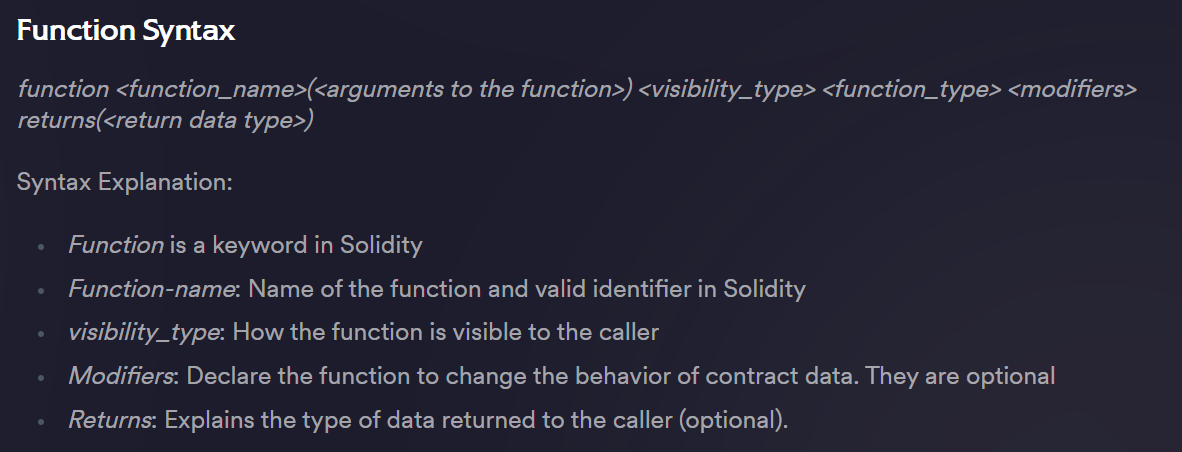 Function Syntax
function <function_name>(<arguments to the function>) <visibility_type> <function_type> <modifiers>
returns(<return data type>)
Syntax Explanation:
• Function is a keyword in Solidity
• Function-name: Name of the function and valid identifier in Solidity
• visibility_type: How the function is visible to the caller
• Modifiers: Declare the function to change the behavior of contract data. They are optional
• Returns: Explains the type of data returned to the caller (optional).